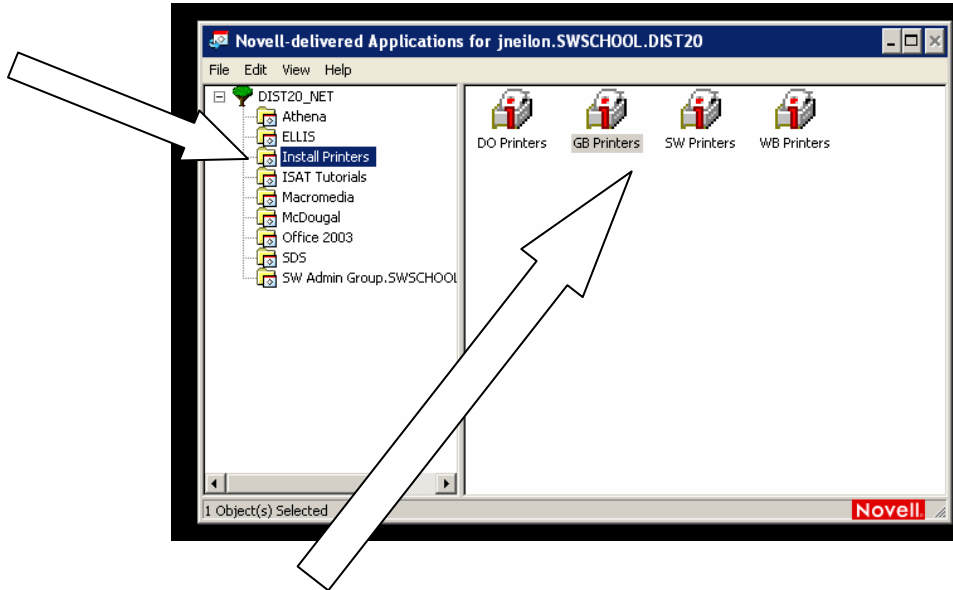 Novell-delivered Applications for jneilon.SWSCHOOL.DIST20
File Edit View Help
DIST20_NET
Athena
ELLIS
Install Printers
ISAT Tutorials
Macromedia
McDougal
Office 2003
SDS
SW Admin Group.SWSCHOOL
DO Printers
GB Printers
SW Printers
WB Printers
1 Object(s) Selected
Novell.